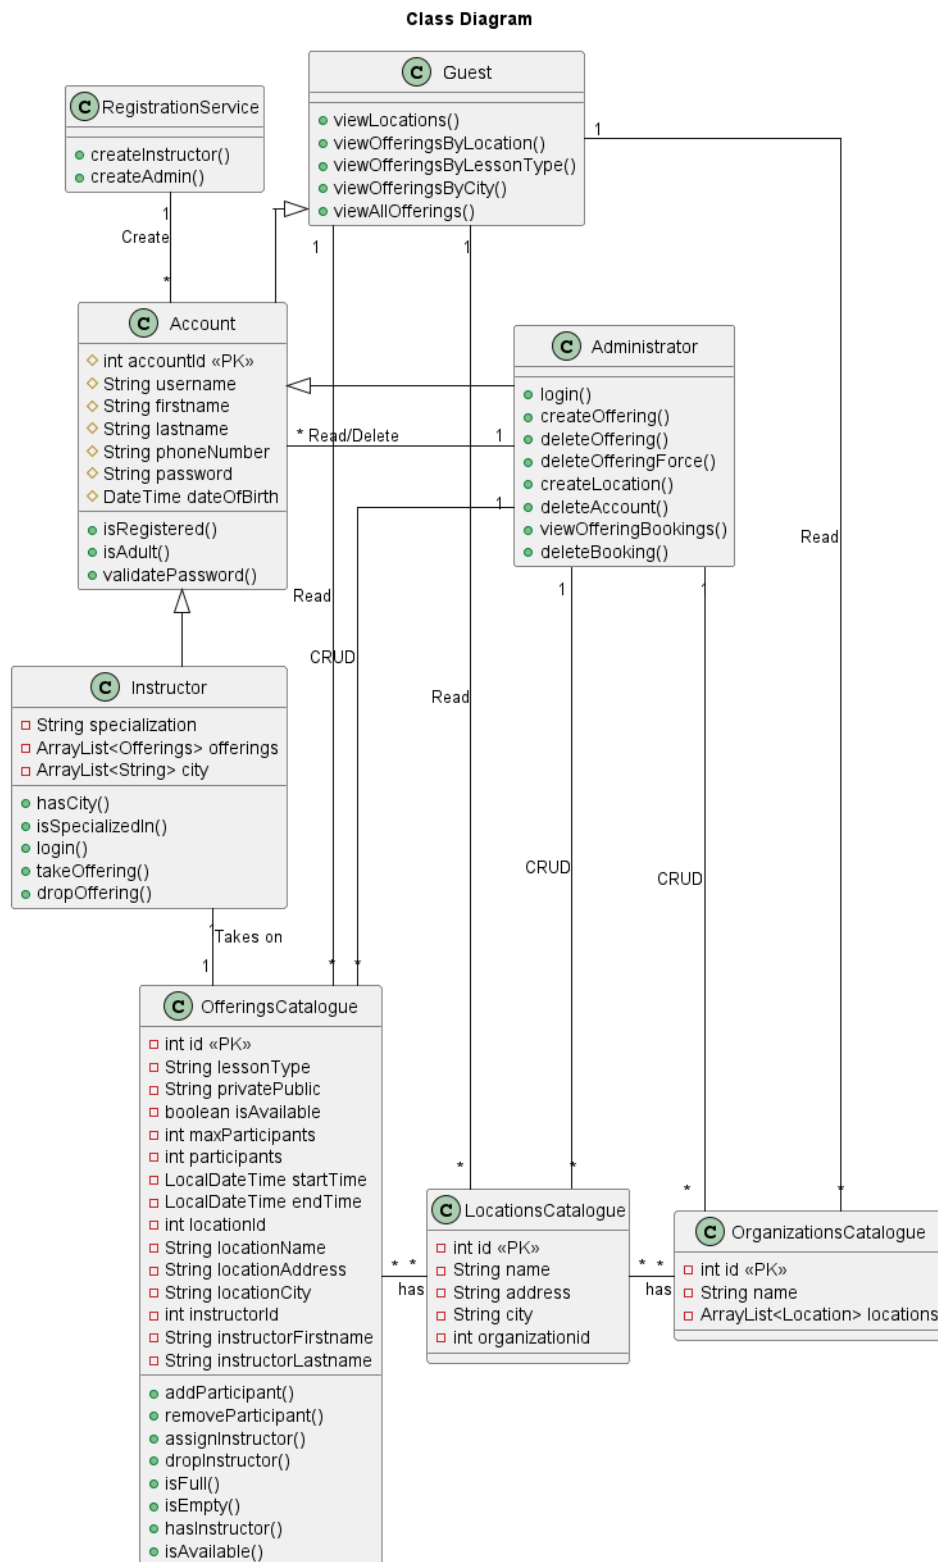 Class Diagram
C Guest
viewLocations()
viewOfferingsByLocation()
viewOfferingsByLessonType()
viewOfferingsByCity()
viewAllOfferings()
C RegistrationService
createInstructor()
createAdmin()
1
1
Create
*
1
1
C Account
int accountId «PK»
String username
String firstname
String lastname
String phoneNumber
String password
DateTime dateOfBirth
isRegistered()
isAdult()
validatePassword()
C Administrator
login()
createOffering()
deleteOffering()
deleteOfferingForce()
createLocation()
deleteAccount()
viewOfferingBookings()
deleteBooking()
* Read/Delete
1
1
1
1
Read
Read
CRUD
Read
CRUD
CRUD
C Instructor
String specialization
ArrayList<Offerings> offerings
ArrayList<String> city
hasCity()
isSpecializedIn()
login()
takeOffering()
dropOffering()
1
Takes on
1
*
*
C OfferingsCatalogue
int id «PK»
String lessonType
String privatePublic
boolean isAvailable
int maxParticipants
int participants
LocalDateTime startTime
LocalDateTime endTime
int locationId
String locationName
String locationAddress
String locationCity
int instructorId
String instructorFirstname
String instructorLastname
addParticipant()
removeParticipant()
assignInstructor()
dropInstructor()
isFull()
isEmpty()
hasInstructor()
isAvailable()
*
*
C LocationsCatalogue
int id «PK»
String name
String address
String city
int organizationid
* *
has
*
*
C OrganizationsCatalogue
int id «PK»
String name
ArrayList<Location> locations
* *
has